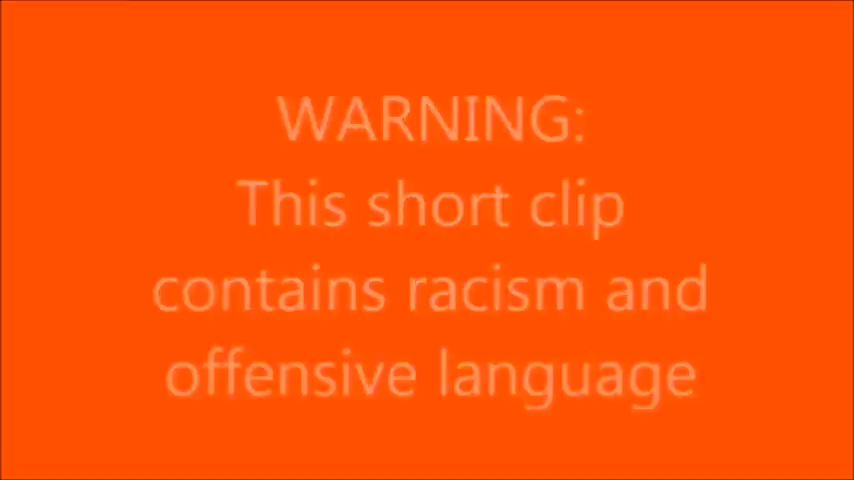 WARNING:
This short clip
contains racism and
offensive language